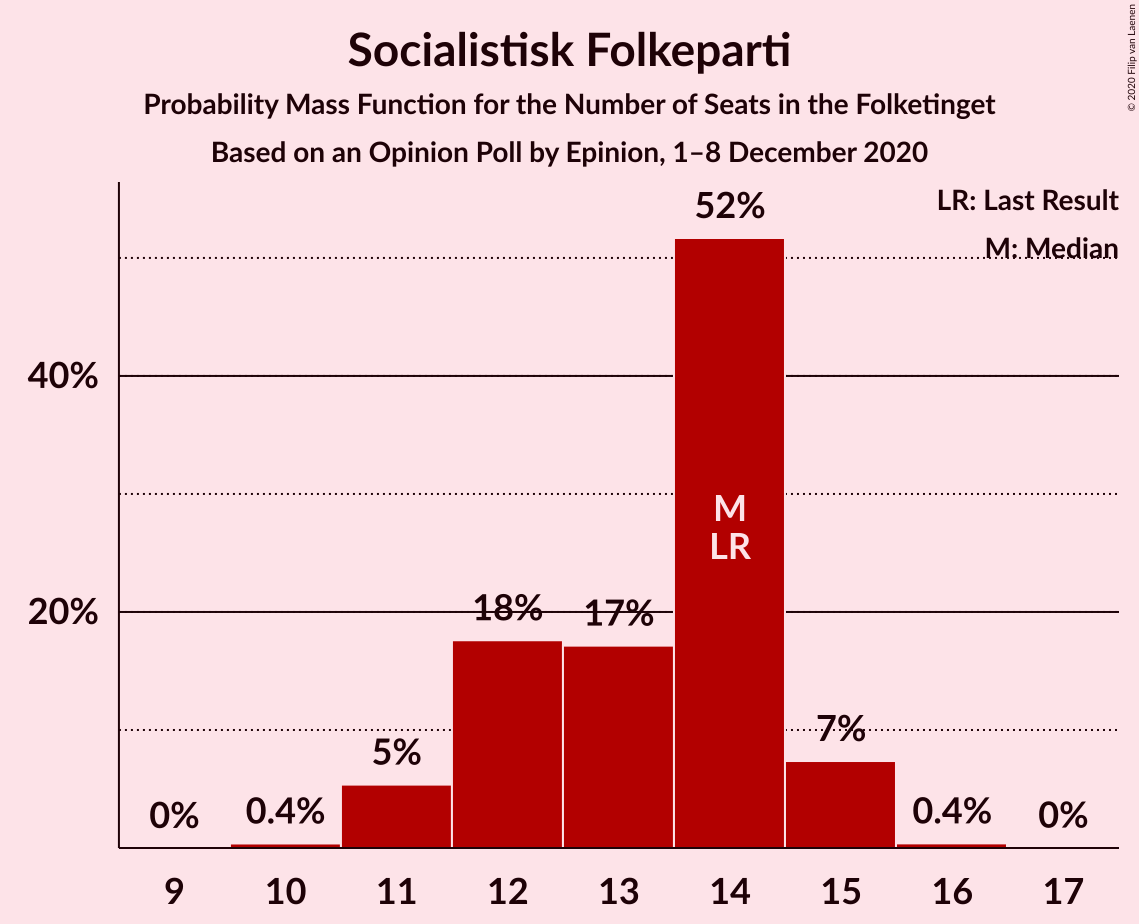 Socialistisk Folkeparti
Probability Mass Function for the Number of Seats in the Folketinget
Based on an Opinion Poll by Epinion, 1–8 December 2020
© 2020 Filip van Laenen
LR: Last Result
M: Median
52%
40%
M
LR
20%
18%
17%
7%
5%
0%
0.4%
0.4%
0%
9 10 11 12 13 14 15 16 17